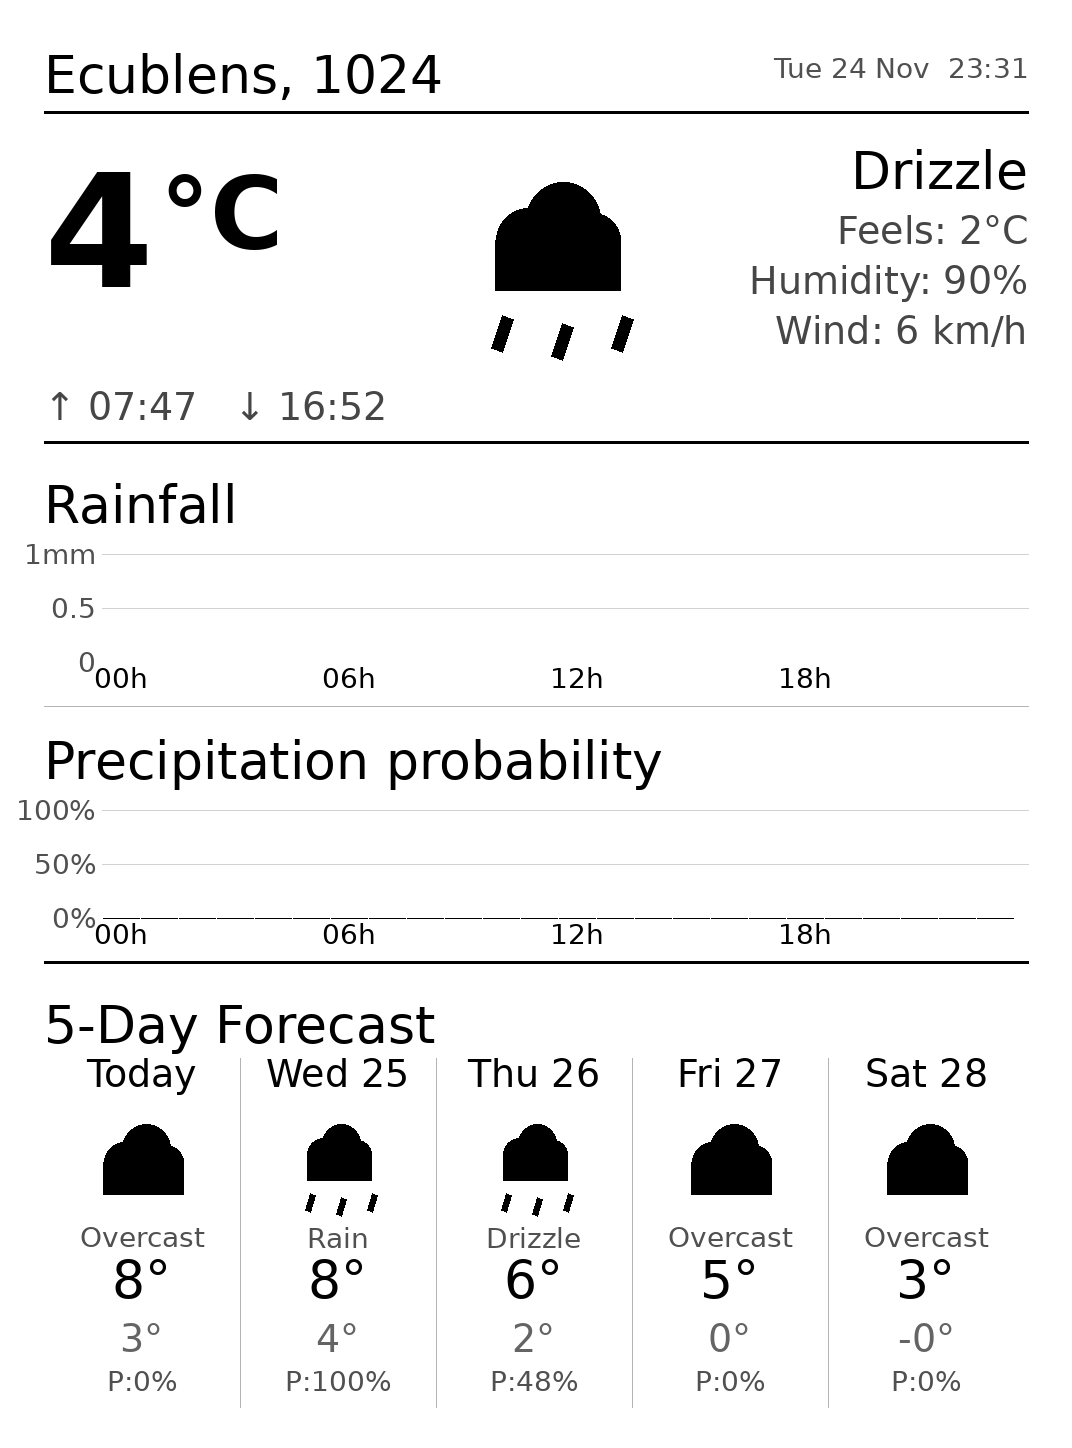 Ecublens, 1024
Tue 24 Nov 23:31
4°C
Drizzle
Feels: 2°C
Humidity: 90%
Wind: 6 km/h
↑ 07:47 ↓ 16:52
Rainfall
1mm
0.5
0
00h 06h 12h 18h
Precipitation probability
100%
50%
0%
00h 06h 12h 18h
5-Day Forecast
Today Wed 25 Thu 26 Fri 27 Sat 28
Overcast Rain Drizzle Overcast Overcast
8° 8° 6° 5° 3°
3° 4° 2° 0° -0°
P:0% P:100% P:48% P:0% P:0%